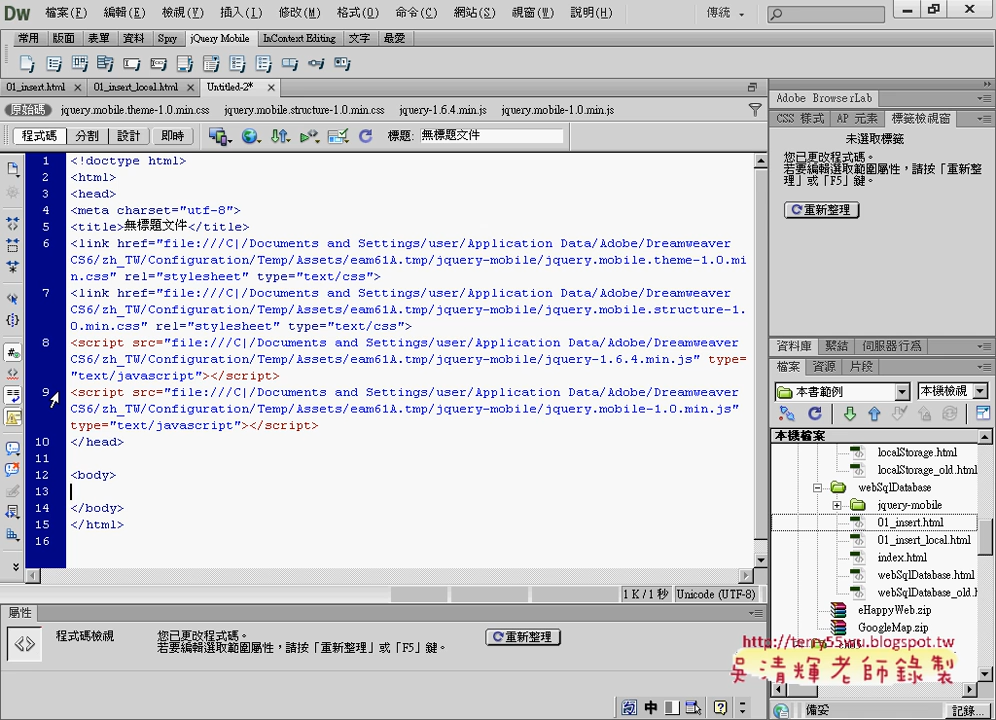 Dw 檔案(F) 編輯(E) 檢視(V) 插入(I) 修改(M) 格式(O) 命令(C) 網站(S) 視窗(W) 說明(H) 傳統
常用 版面 表單 資料 Spry jQuery Mobile InContext Editing 文字 最愛
01_insert.html 01_insert_local.html Untitled-2*
原始碼 jquery.mobile.theme-1.0.min.css jquery.mobile.structure-1.0.min.css jquery-1.6.4.min.js jquery.mobile-1.0.min.js
程式碼 分割 設計 即時 標題: 無標題文件
1 <!doctype html>
2 <html>
3 <head>
4 <meta charset="utf-8">
5 <title>無標題文件</title>
6 <link href="file:///C|/Documents and Settings/user/Application Data/Adobe/Dreamweaver
CS6/zh_TW/Configuration/Temp/Assets/eam61A.tmp/jquery-mobile/jquery.mobile.theme-1.0.mi
n.css" rel="stylesheet" type="text/css">
7 <link href="file:///C|/Documents and Settings/user/Application Data/Adobe/Dreamweaver
CS6/zh_TW/Configuration/Temp/Assets/eam61A.tmp/jquery-mobile/jquery.mobile.structure-1.
0.min.css" rel="stylesheet" type="text/css">
8 <script src="file:///C|/Documents and Settings/user/Application Data/Adobe/Dreamweaver
CS6/zh_TW/Configuration/Temp/Assets/eam61A.tmp/jquery-mobile/jquery-1.6.4.min.js" type=
"text/javascript"></script>
9 <script src="file:///C|/Documents and Settings/user/Application Data/Adobe/Dreamweaver
CS6/zh_TW/Configuration/Temp/Assets/eam61A.tmp/jquery-mobile/jquery.mobile-1.0.min.js"
type="text/javascript"></script>
10 </head>
11
12 <body>
13
14 </body>
15 </html>
16
1 K / 1 秒 Unicode (UTF-8)
屬性
程式碼檢視
您已更改程式碼。
若要編輯選取範圍屬性，請按「重新整理」或「F5」鍵。
重新整理
中
Adobe BrowserLab
CSS 樣式 AP 元素 標籤檢視窗
未選取標籤
您已更改程式碼。
若要編輯選取範圍屬性，請按「重新整
理」或「F5」鍵。
重新整理
資料庫 繫結 伺服器行為
檔案 資源 片段
本書範例 本機檢視
本機檔案
localStorage.html
localStorage_old.html
webSqlDatabase
jquery-mobile
01_insert.html
01_insert_local.html
index.html
webSqlDatabase.html
webSqlDatabase_old.h
eHappyWeb.zip
GoogleMap.zip
http://terry55wu.blogspot.tw
吳清輝老師錄製
備妥 記錄...